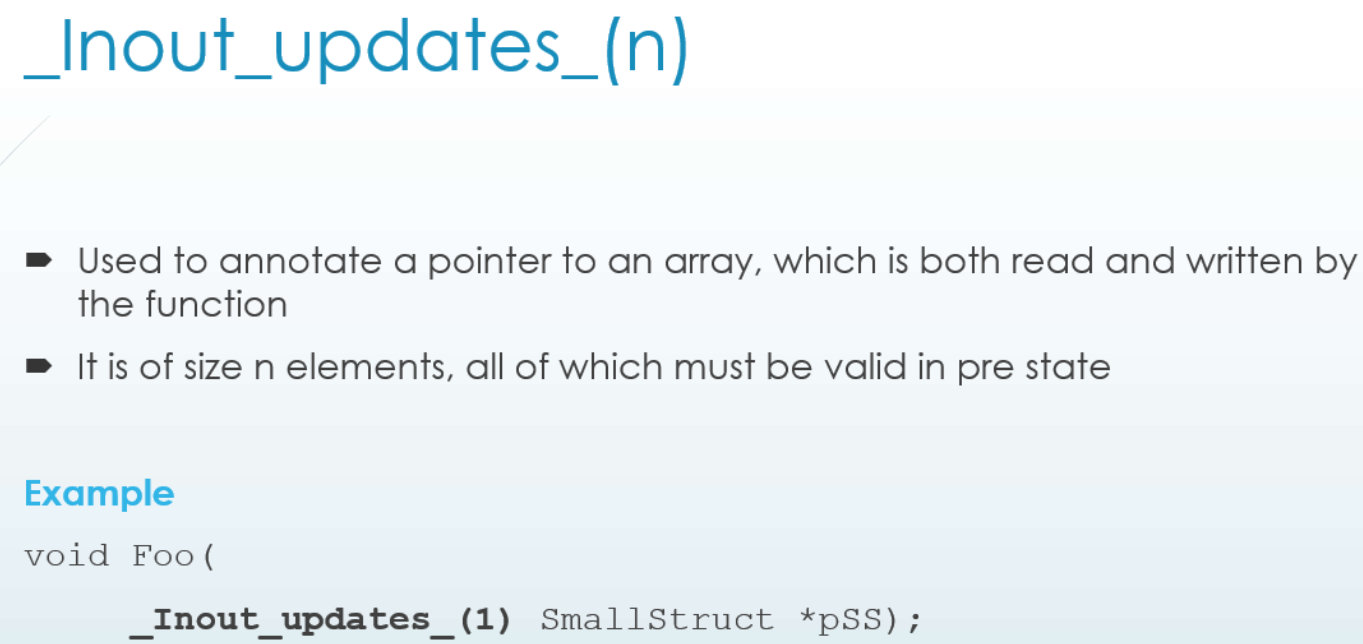 _Inout_updates_(n)
Used to annotate a pointer to an array, which is both read and written by
the function
It is of size n elements, all of which must be valid in pre state
Example
void Foo(
_Inout_updates_(1) SmallStruct *pSS);